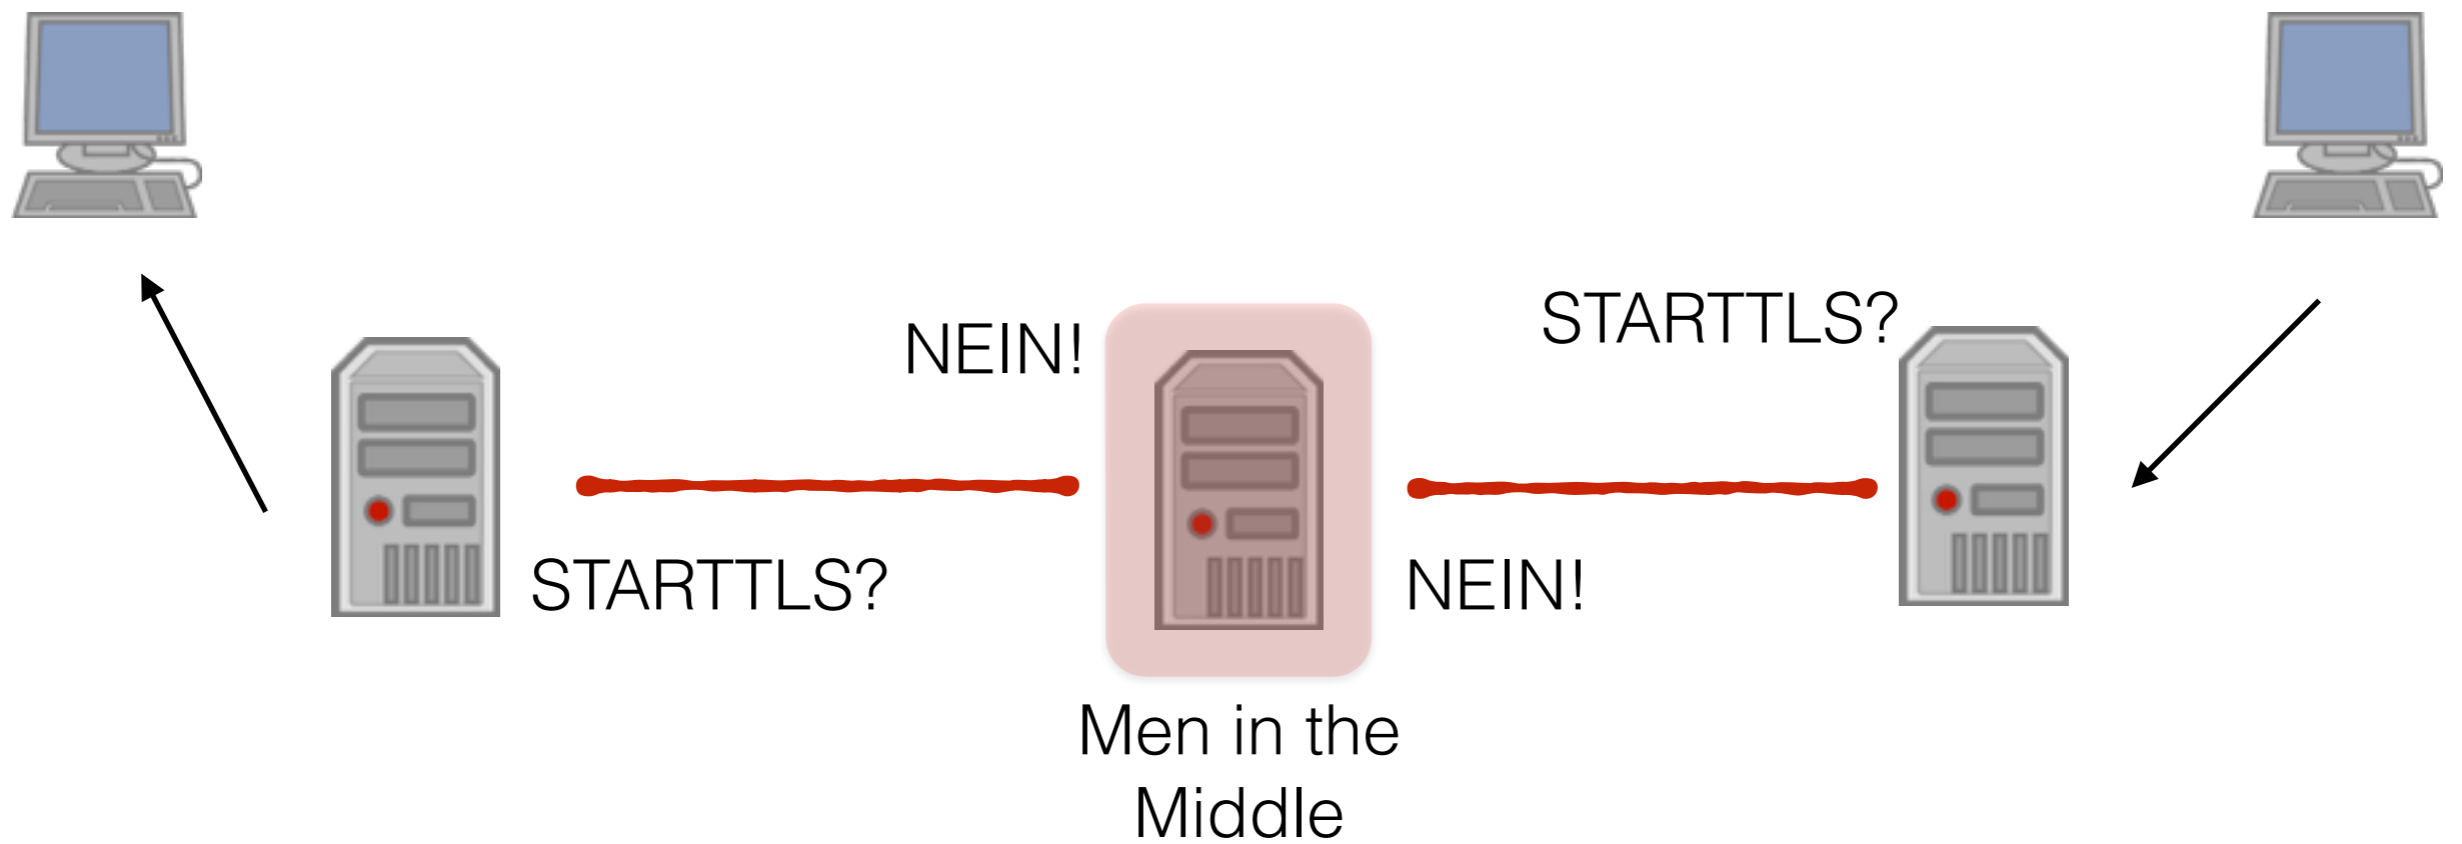 STARTTLS?
NEIN!
STARTTLS?
NEIN!
Men in the
Middle